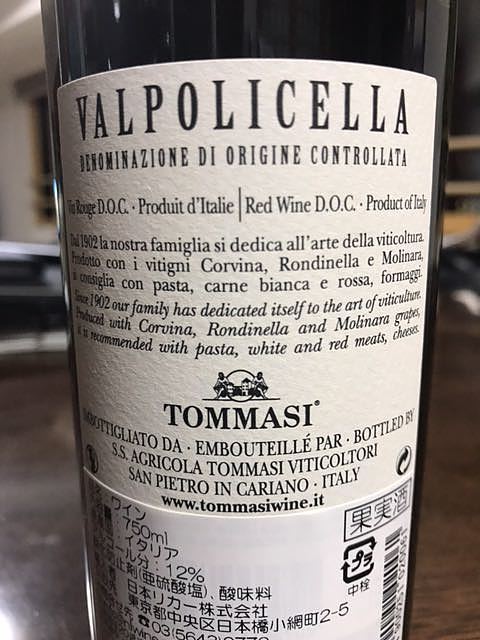 VALPOLICELLA
DENOMINAZIONE DI ORIGINE CONTROLLATA
Vin Rouge D.O.C. · Produit d'Italie | Red Wine D.O.C. · Product of Italy
Dal 1902 la nostra famiglia si dedica all'arte della viticoltura.
Prodotto con i vitigni Corvina, Rondinella e Molinara,
si consiglia con pasta, carne bianca e rossa, formaggi.
Since 1902 our family has dedicated itself to the art of viticulture.
Produced with Corvina, Rondinella and Molinara grapes,
it is recommended with pasta, white and red meats, cheeses.
TOMMASI®
IMBOTTIGLIATO DA · EMBOUTEILLÉ PAR · BOTTLED BY
S.S. AGRICOLA TOMMASI VITICOLTORI
SAN PIETRO IN CARIANO · ITALY
www.tommasiwine.it
ワイン
750ml
イタリア
12%
(亜硫酸塩)、酸味料
日本リカー株式会社
東京都中央区日本橋小網町2-5
☎03(5643)
果実酒
プラ
中栓